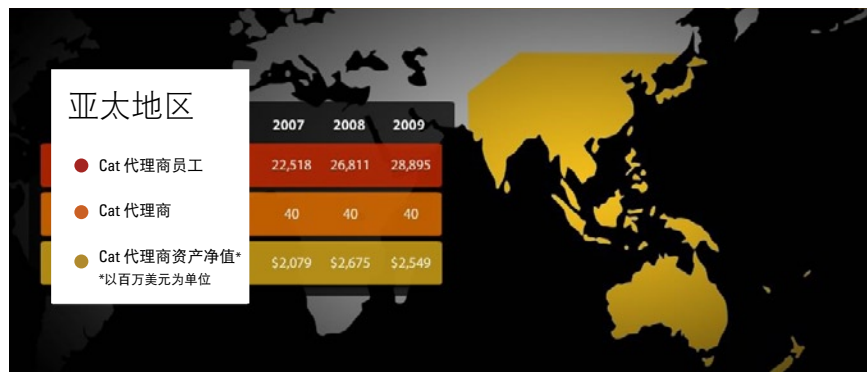 亚太地区
2007 2008 2009
Cat 代理商员工 22,518 26,811 28,895
Cat 代理商 40 40 40
Cat 代理商资产净值* $2,079 $2,675 $2,549
*以百万美元为单位